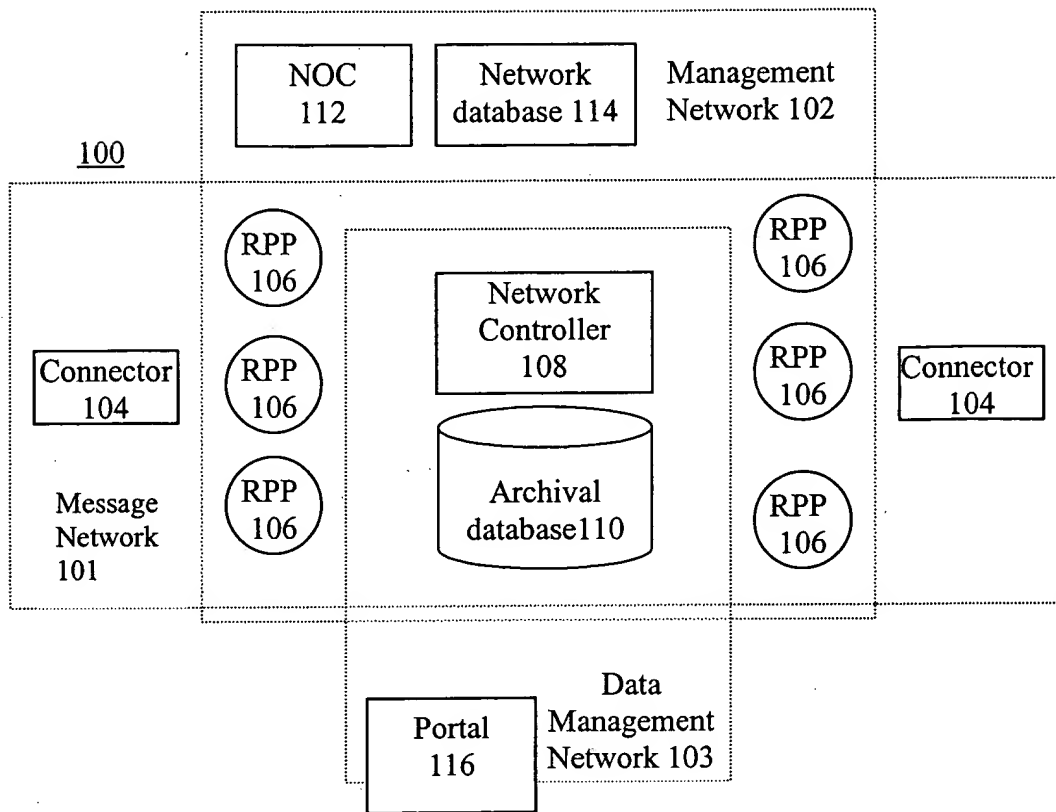 NOC
112
Network
database 114
Management
Network 102
100
RPP
106
RPP
106
Network
Controller
108
Connector
104
RPP
106
RPP
106
Connector
104
Archival
database110
RPP
106
RPP
106
Message
Network
101
Portal
116
Data
Management
Network 103